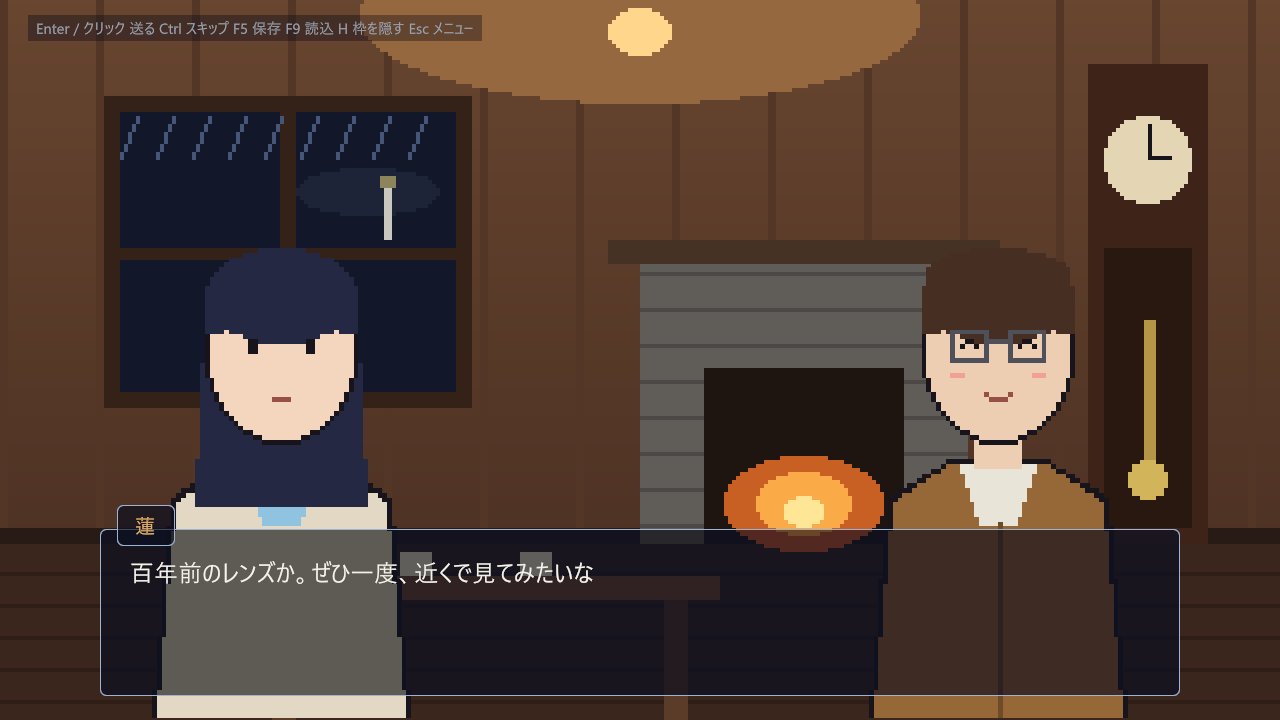 Enter / クリック 送る Ctrl スキップ F5 保存 F9 読込 H 枠を隠す Esc メニュー
蓮
百年前のレンズか。ぜひ一度、近くで見てみたいな